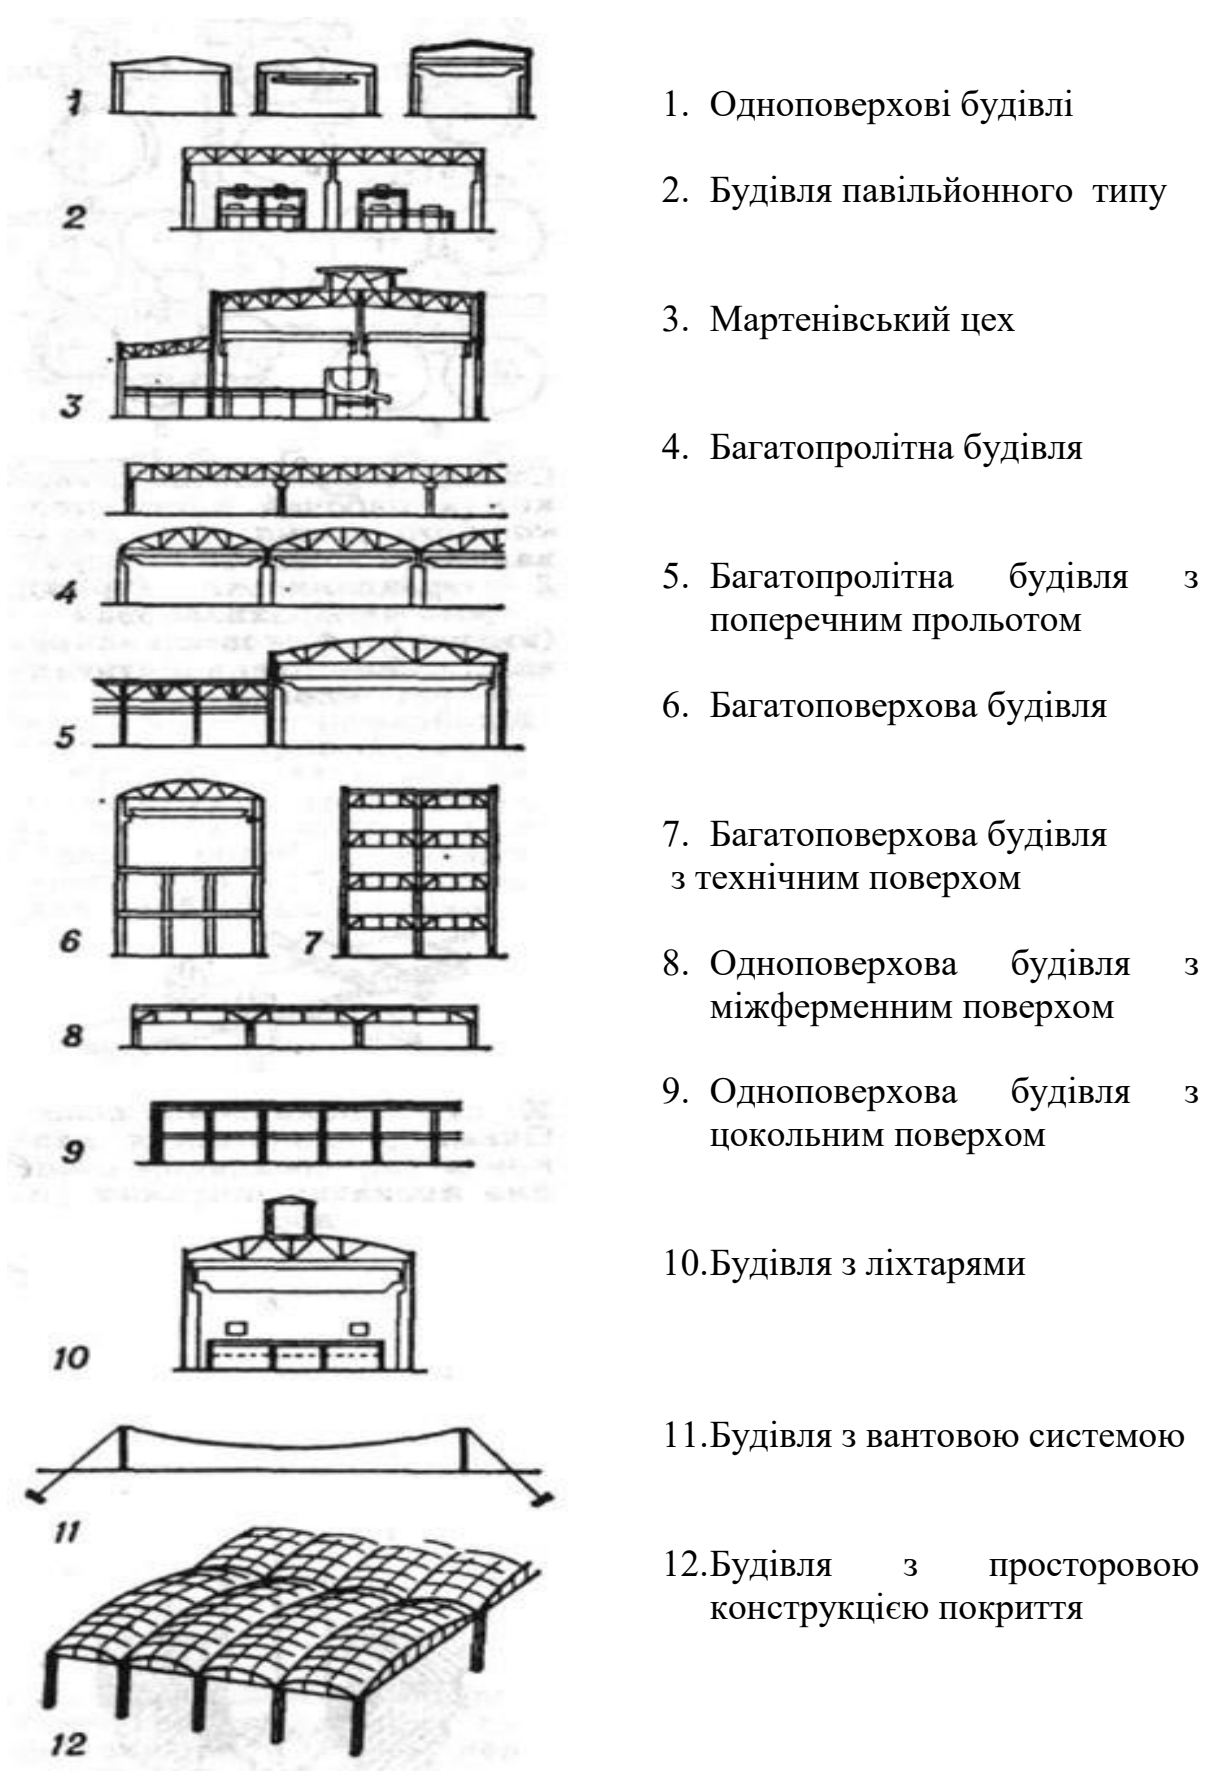 1
1. Одноповерхові будівлі
2
2. Будівля павільйонного типу
3
3. Мартенівський цех
4
4. Багатопролітна будівля
5
5. Багатопролітна будівля з
поперечним прольотом
6
6. Багатоповерхова будівля
7
7. Багатоповерхова будівля
з технічним поверхом
8
8. Одноповерхова будівля з
міжферменним поверхом
9
9. Одноповерхова будівля з
цокольним поверхом
10
10.Будівля з ліхтарями
11
11.Будівля з вантовою системою
12
12.Будівля з просторовою
конструкцією покриття